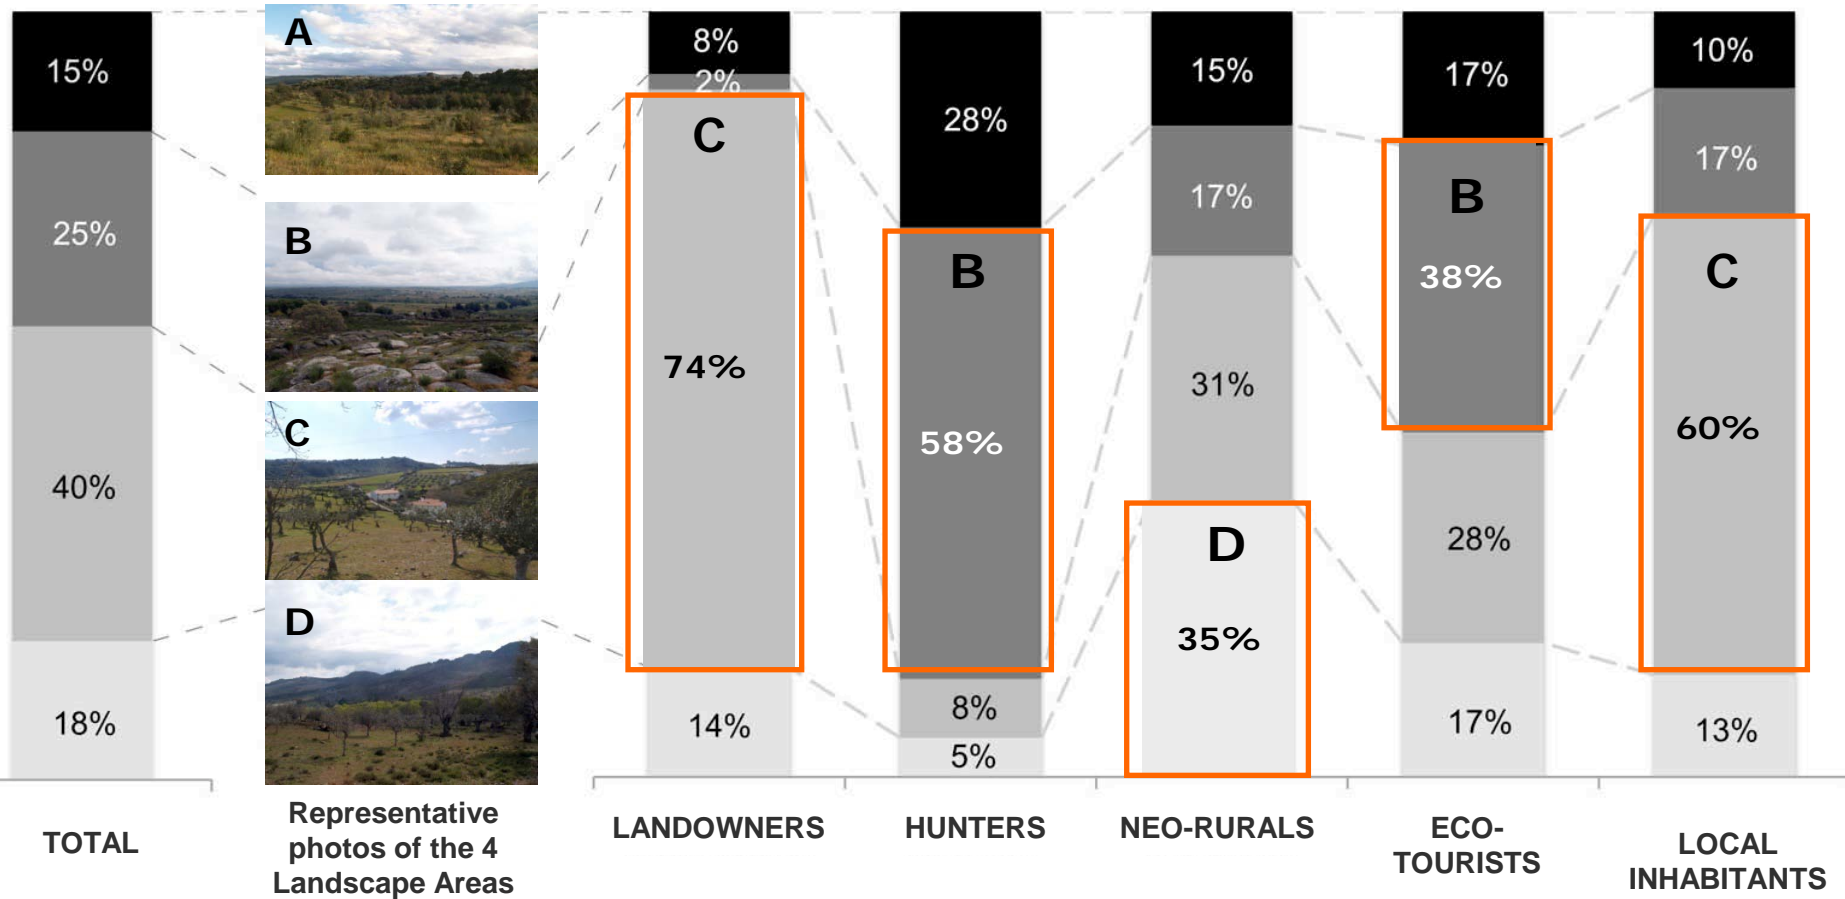 15%
25%
40%
18%
TOTAL
A
B
C
D
Representative
photos of the 4
Landscape Areas
8%
2%
C
74%
14%
LANDOWNERS
28%
B
58%
8%
5%
HUNTERS
15%
17%
31%
D
35%
NEO-RURALS
17%
B
38%
28%
17%
ECO-
TOURISTS
10%
17%
C
60%
13%
LOCAL
INHABITANTS